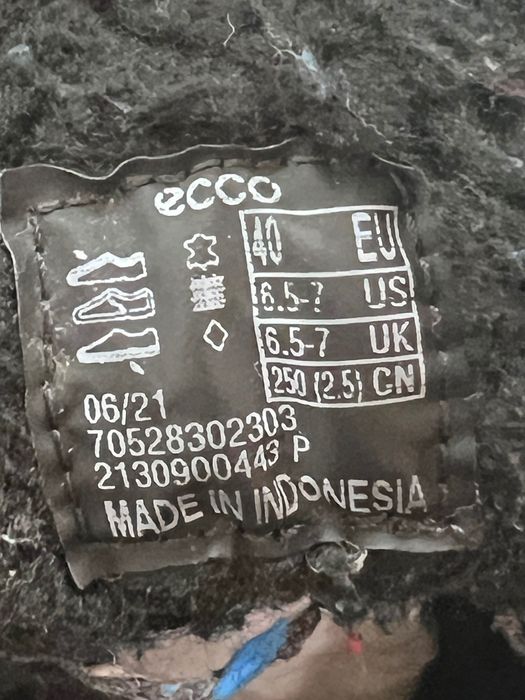 ecco
40 EU
6.5-7 US
6.5-7 UK
250 (2.5) CN
06/21
70528302303
2130900443 P
MADE IN INDONESIA